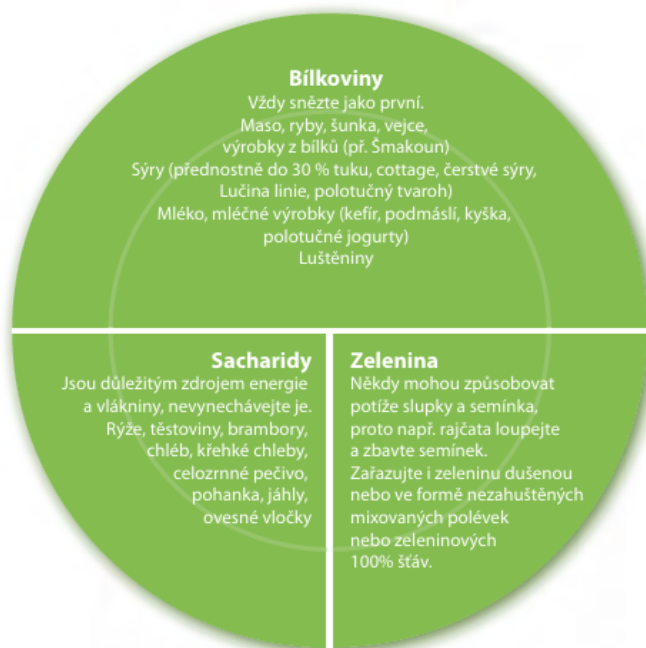 Bílkoviny
Vždy snězte jako první.
Maso, ryby, šunka, vejce,
výrobky z bílků (př. Šmakoun)
Sýry (přednostně do 30 % tuku, cottage, čerstvé sýry,
Lučina linie, polotučný tvaroh)
Mléko, mléčné výrobky (kefír, podmáslí, kyška,
polotučné jogurty)
Luštěniny
Sacharidy
Jsou důležitým zdrojem energie
a vlákniny, nevynechávejte je.
Rýže, těstoviny, brambory,
chléb, křehké chleby,
celozrnné pečivo,
pohanka, jáhly,
ovesné vločky
Zelenina
Někdy mohou způsobovat
potíže slupky a semínka,
proto např. rajčata loupejte
a zbavte semínek.
Zařazujte i zeleninu dušenou
nebo ve formě nezahuštěných
mixovaných polévek
nebo zeleninových
100% šťáv.